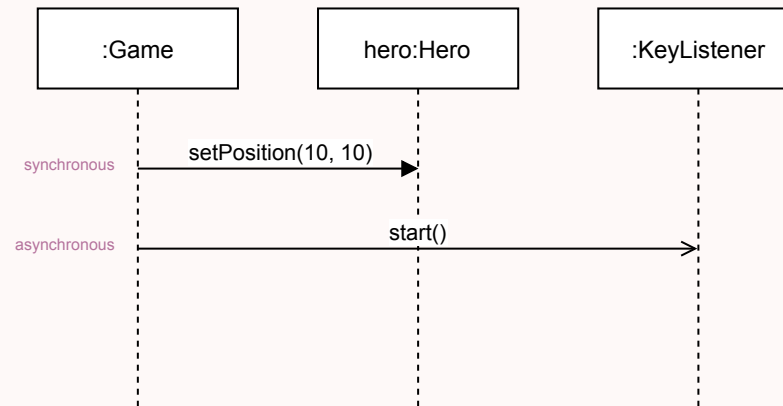 :Game
hero:Hero
:KeyListener
synchronous
setPosition(10, 10)
asynchronous
start()